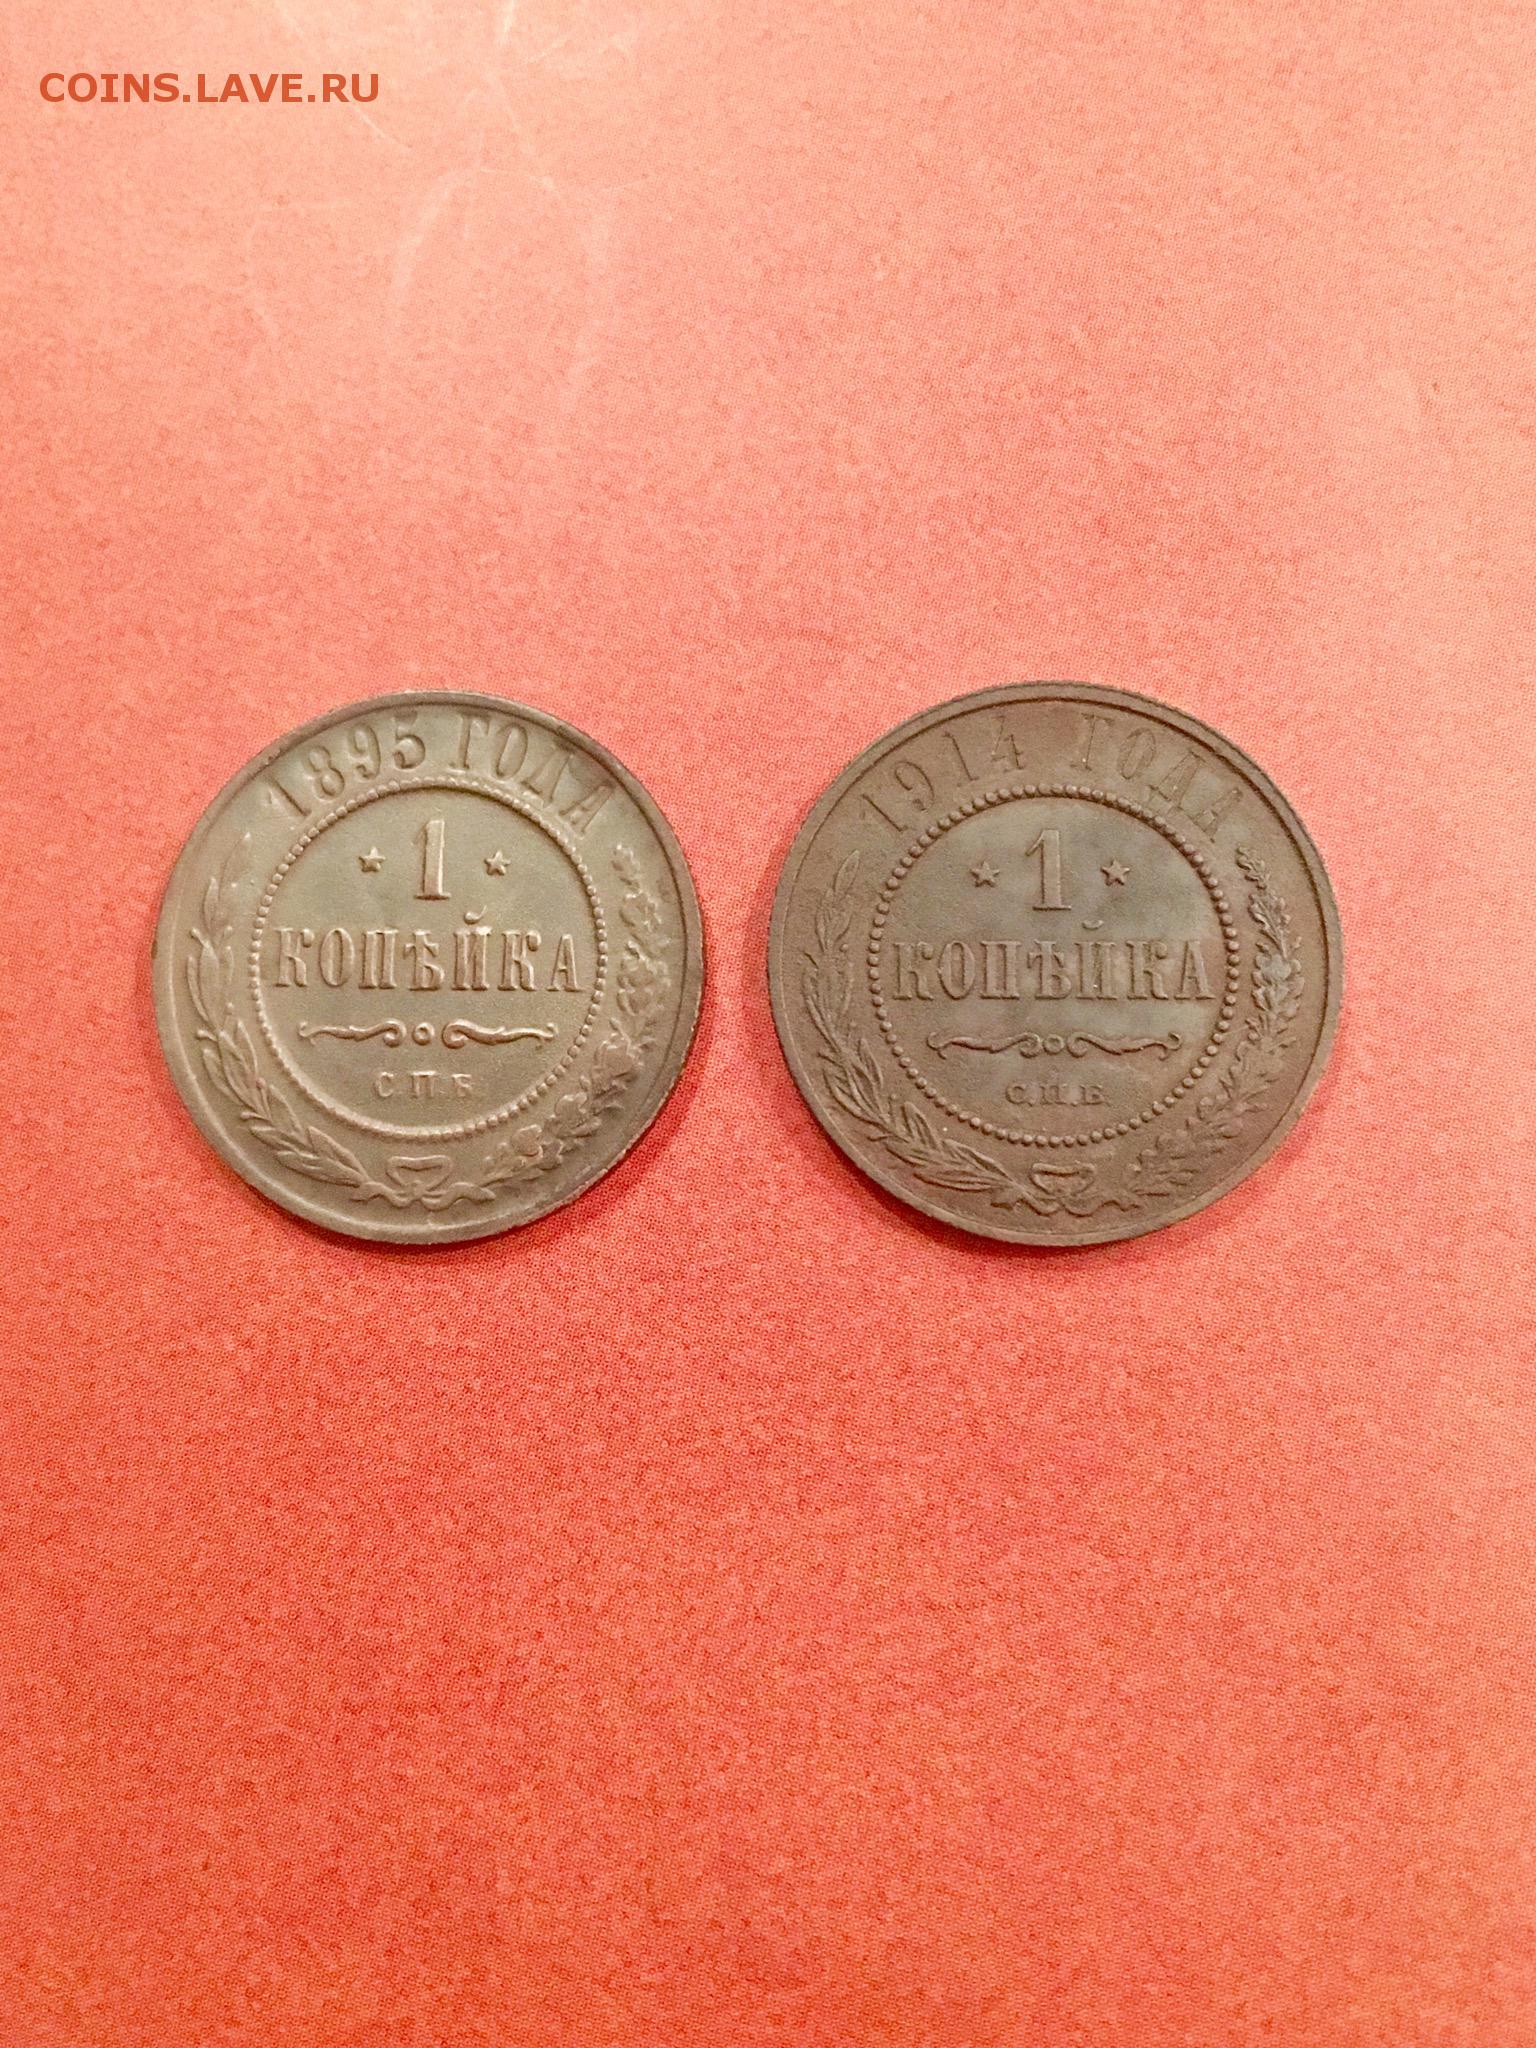 COINS.LAVE.RU
1895 ГОДА
1
КОПѢЙКА
С.П.Б.
1914 ГОДА
1
КОПѢЙКА
С.П.Б.